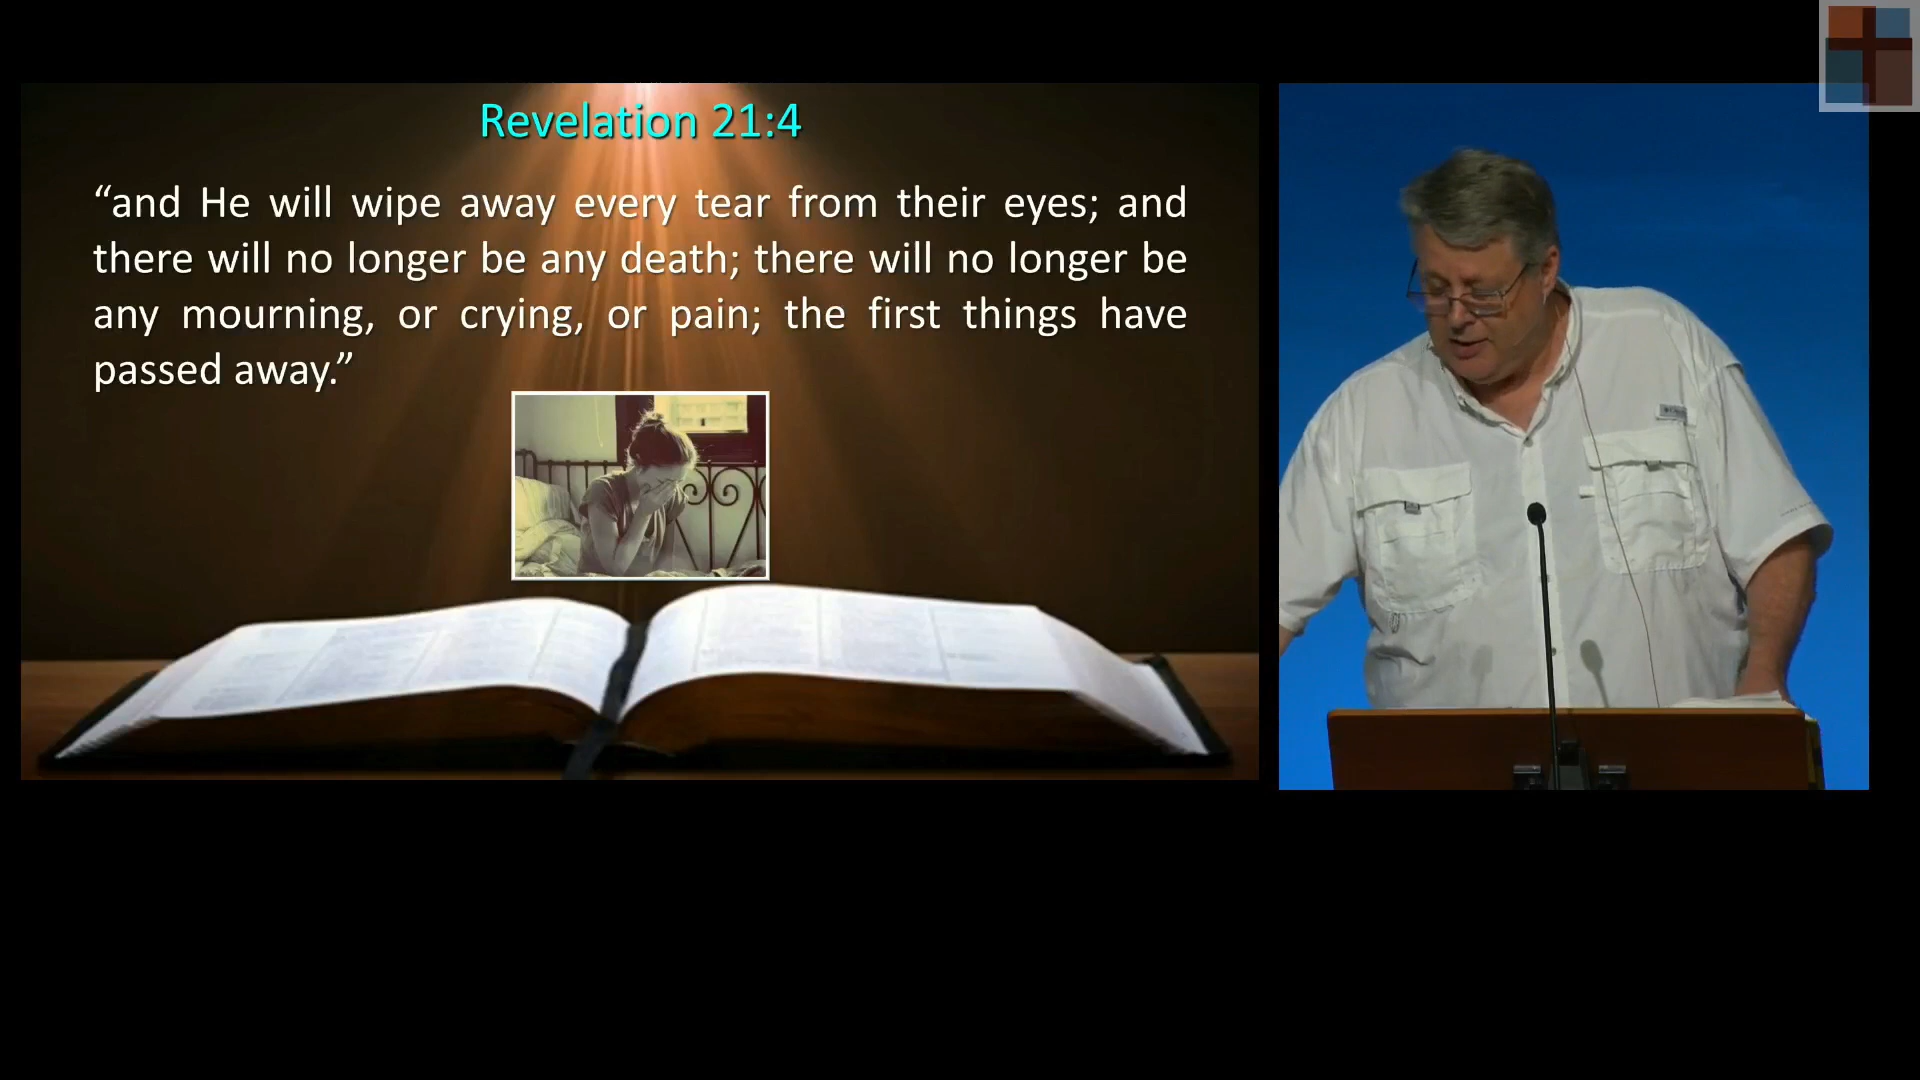 Revelation 21:4
“and He will wipe away every tear from their eyes; and
there will no longer be any death; there will no longer be
any mourning, or crying, or pain; the first things have
passed away.”